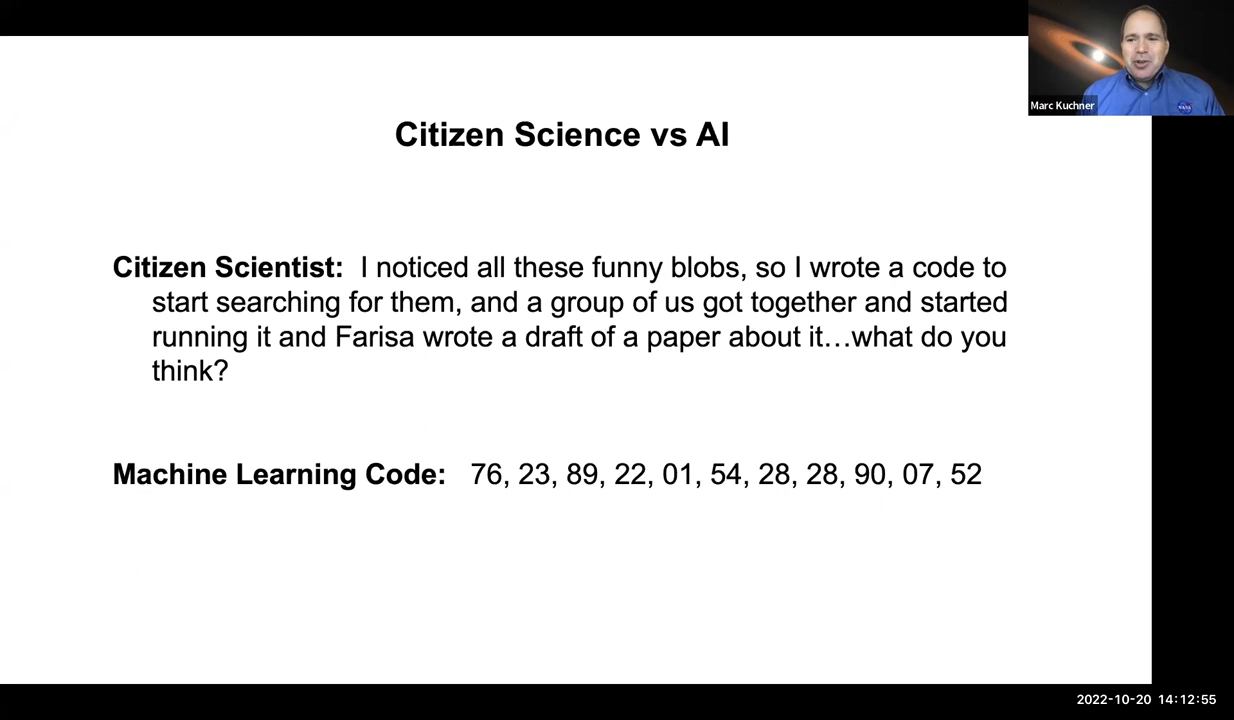 Marc Kuchner
NASA
Citizen Science vs AI
Citizen Scientist: I noticed all these funny blobs, so I wrote a code to
start searching for them, and a group of us got together and started
running it and Farisa wrote a draft of a paper about it…what do you
think?
Machine Learning Code: 76, 23, 89, 22, 01, 54, 28, 28, 90, 07, 52
2022-10-20 14:12:55